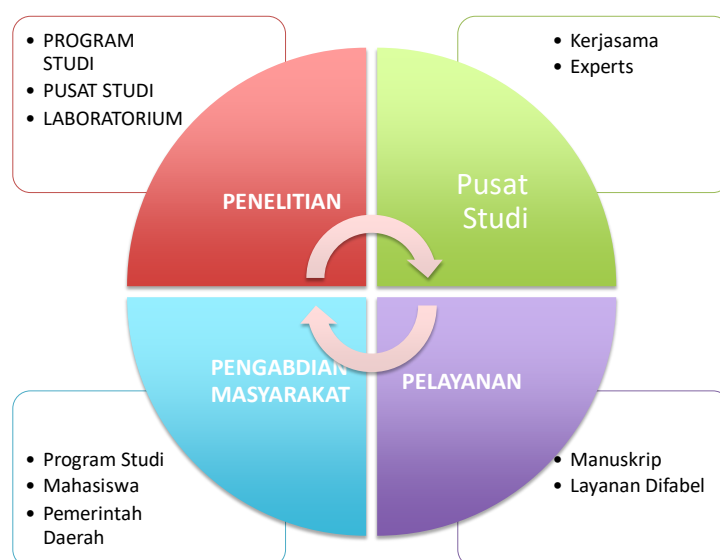 • PROGRAM
STUDI
• PUSAT STUDI
• LABORATORIUM
• Kerjasama
• Experts
PENELITIAN
Pusat
Studi
PENGABDIAN
MASYARAKAT
PELAYANAN
• Program Studi
• Mahasiswa
• Pemerintah
Daerah
• Manuskrip
• Layanan Difabel